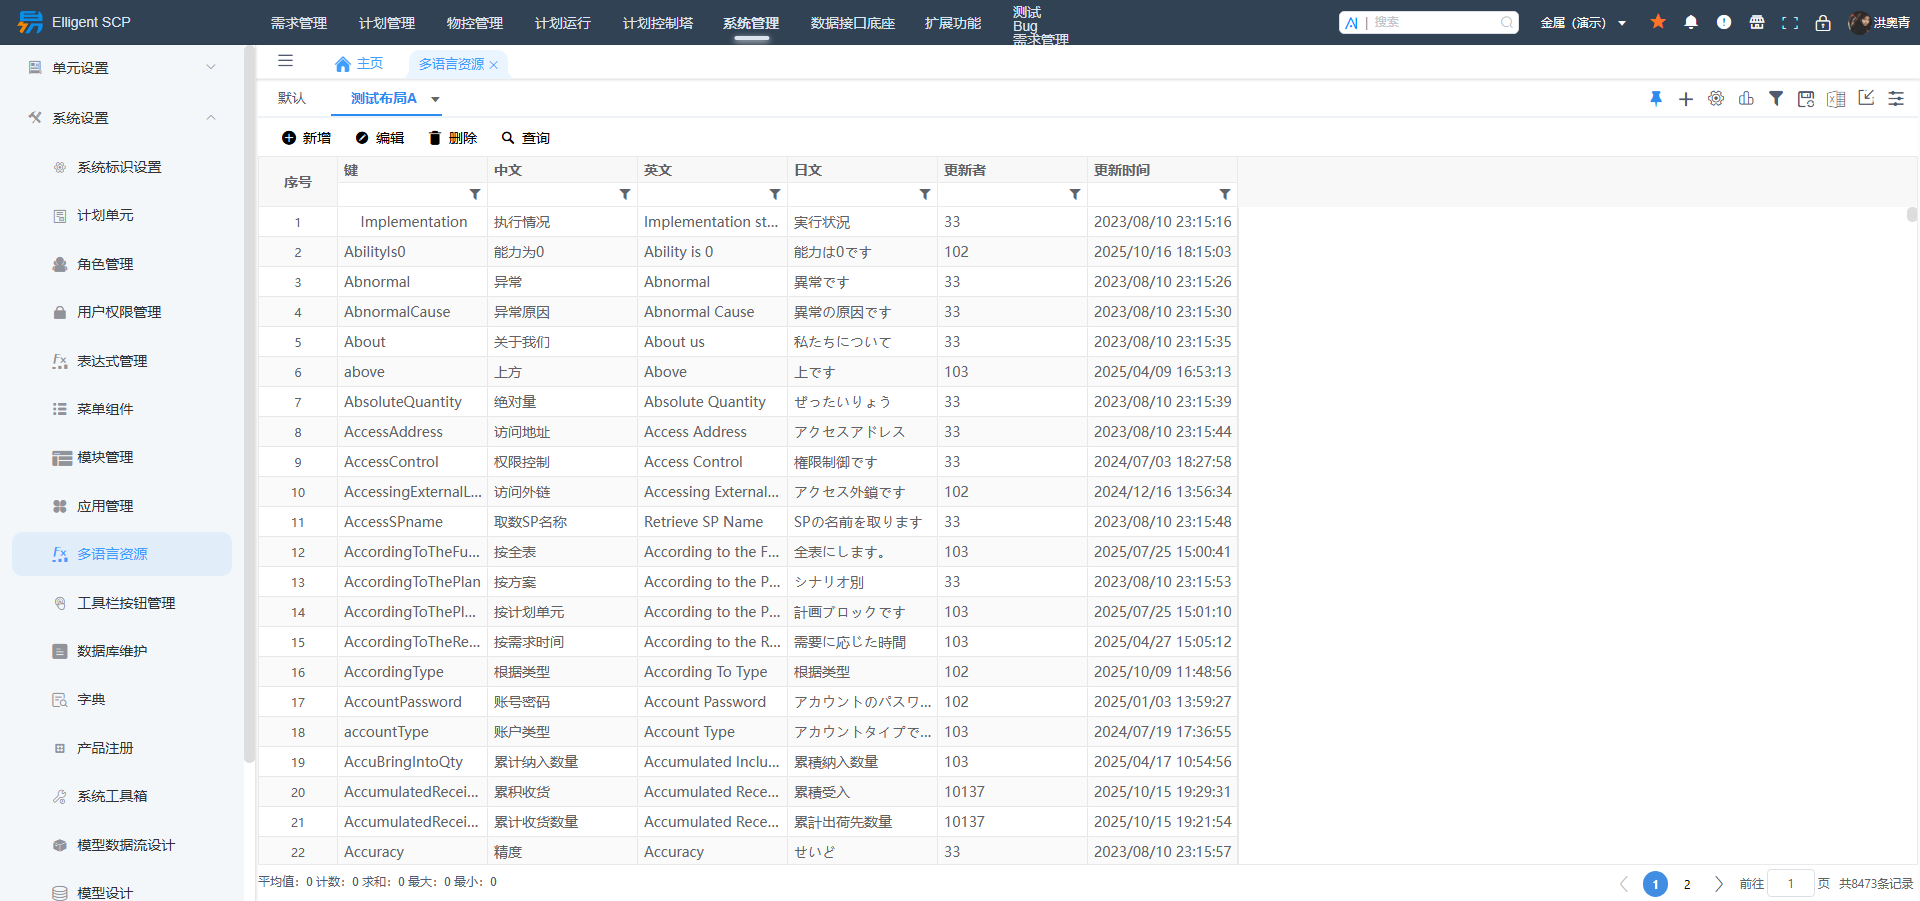 Elligent SCP
需求管理 计划管理 物控管理 计划运行 计划控制塔 系统管理 数据接口底座 扩展功能 测试Bug需求管理
AI | 搜索
金属（演示） 洪奥青
单元设置
系统设置
系统标识设置
计划单元
角色管理
用户权限管理
表达式管理
菜单组件
模块管理
应用管理
多语言资源
工具栏按钮管理
数据库维护
字典
产品注册
系统工具箱
模型数据流设计
模型设计
主页 多语言资源
默认 测试布局A
新增 编辑 删除 查询
序号 键 中文 英文 日文 更新者 更新时间
1 Implementation 执行情况 Implementation st... 実行状況 33 2023/08/10 23:15:16
2 AbilityIs0 能力为0 Ability is 0 能力は0です 102 2025/10/16 18:15:03
3 Abnormal 异常 Abnormal 異常です 33 2023/08/10 23:15:26
4 AbnormalCause 异常原因 Abnormal Cause 異常の原因です 33 2023/08/10 23:15:30
5 About 关于我们 About us 私たちについて 33 2023/08/10 23:15:35
6 above 上方 Above 上です 103 2025/04/09 16:53:13
7 AbsoluteQuantity 绝对量 Absolute Quantity ぜったいりょう 33 2023/08/10 23:15:39
8 AccessAddress 访问地址 Access Address アクセスアドレス 33 2023/08/10 23:15:44
9 AccessControl 权限控制 Access Control 権限制御です 33 2024/07/03 18:27:58
10 AccessingExternalL... 访问外链 Accessing External... アクセス外鎖です 102 2024/12/16 13:56:34
11 AccessSPname 取数SP名称 Retrieve SP Name SPの名前を取ります 33 2023/08/10 23:15:48
12 AccordingToTheFu... 按全表 According to the F... 全表にします。 103 2025/07/25 15:00:41
13 AccordingToThePlan 按方案 According to the P... シナリオ別 33 2023/08/10 23:15:53
14 AccordingToThePl... 按计划单元 According to the P... 計画ブロックです 103 2025/07/25 15:01:10
15 AccordingToTheRe... 按需求时间 According to the R... 需要に応じた時間 103 2025/04/27 15:05:12
16 AccordingType 根据类型 According To Type 根据类型 102 2025/10/09 11:48:56
17 AccountPassword 账号密码 Account Password アカウントのパスワ... 102 2025/01/03 13:59:27
18 accountType 账户类型 Account Type アカウントタイプで... 103 2024/07/19 17:36:55
19 AccuBringIntoQty 累计纳入数量 Accumulated Inclu... 累積納入数量 103 2025/04/17 10:54:56
20 AccumulatedRecei... 累积收货 Accumulated Rece... 累積受入 10137 2025/10/15 19:29:31
21 AccumulatedRecei... 累计收货数量 Accumulated Rece... 累計出荷先数量 10137 2025/10/15 19:21:54
22 Accuracy 精度 Accuracy せいど 33 2023/08/10 23:15:57
平均值：0 计数：0 求和：0 最大：0 最小：0
1 2 前往 1 页 共8473条记录